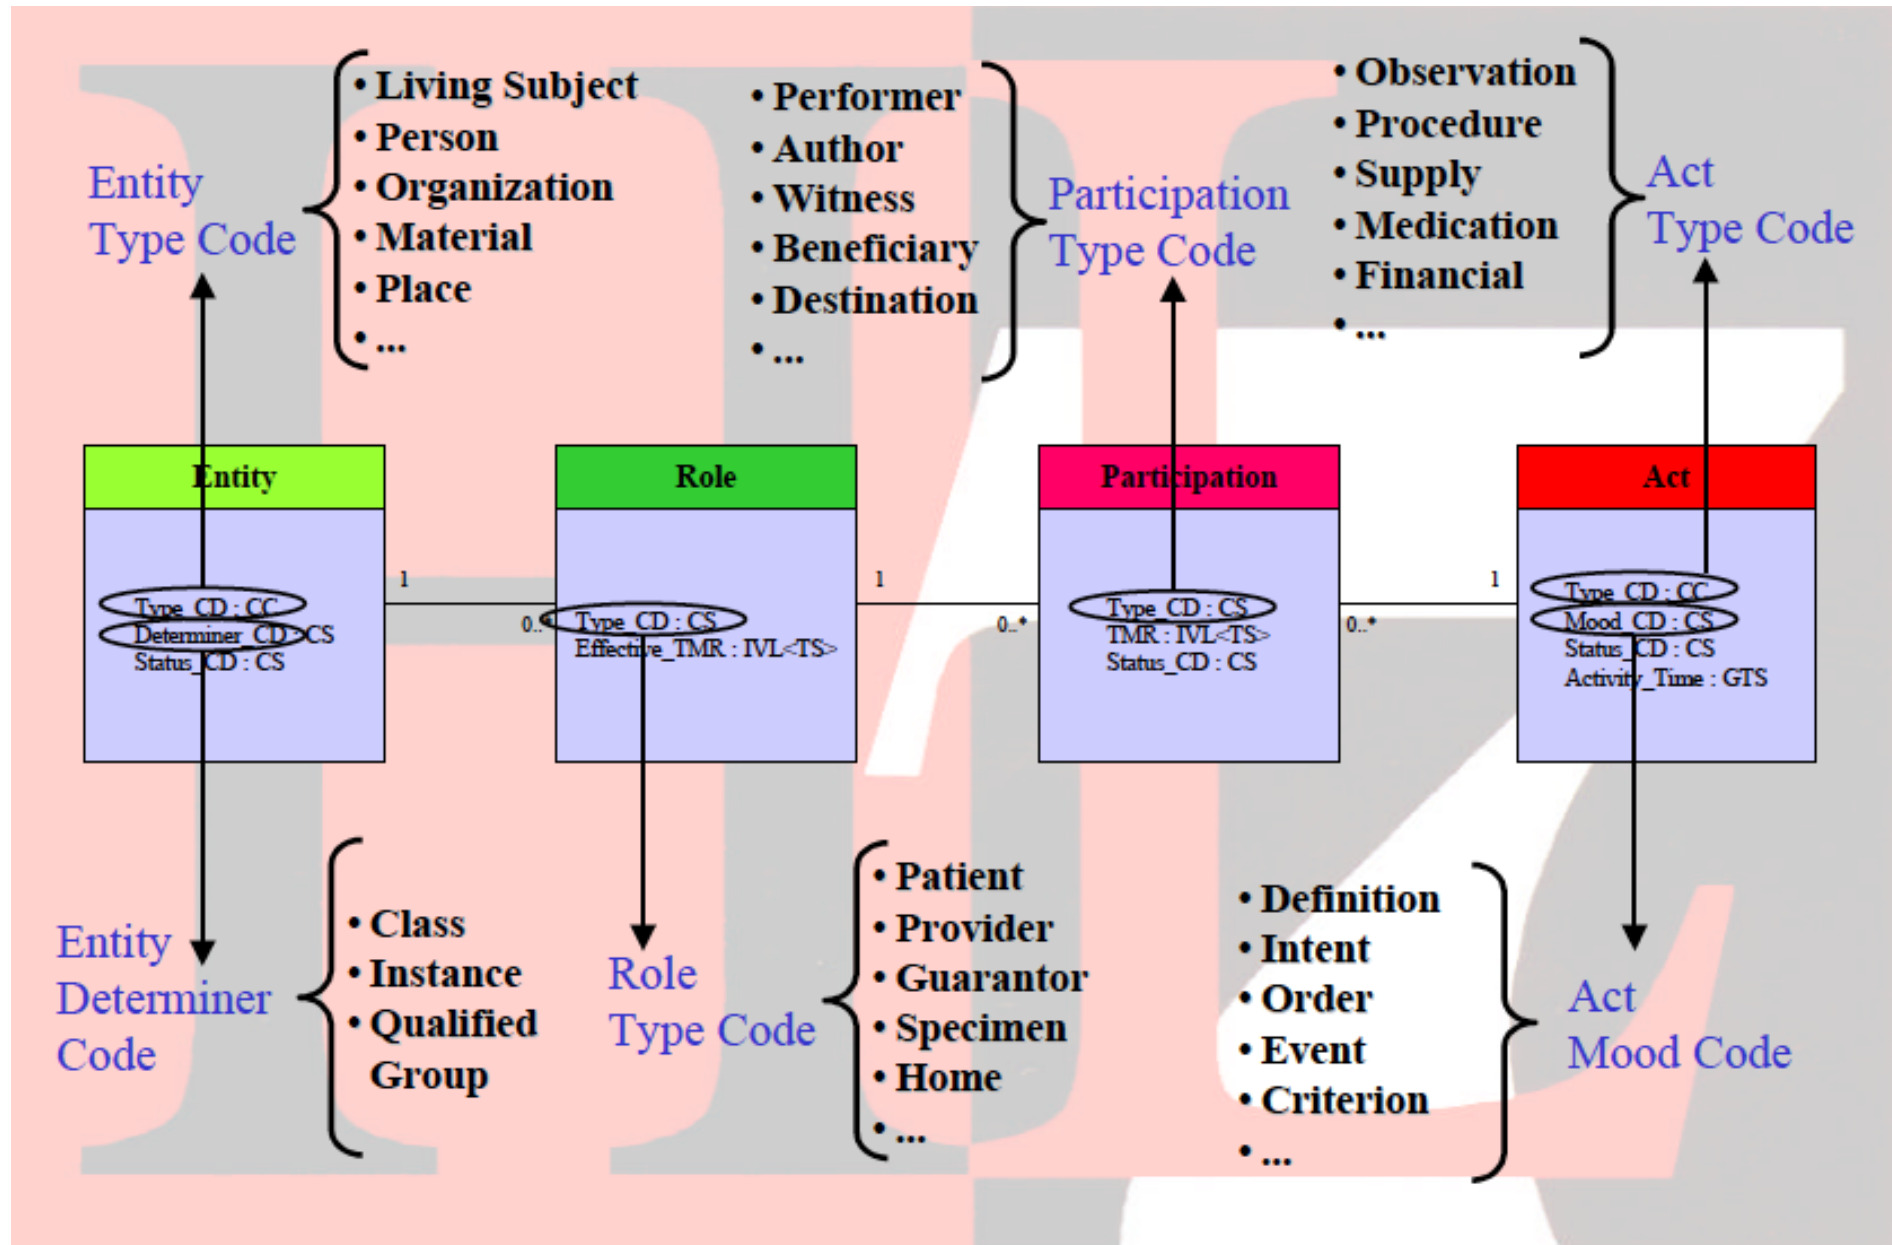 Entity
Type Code
• Living Subject
• Person
• Organization
• Material
• Place
• ...
• Performer
• Author
• Witness
• Beneficiary
• Destination
• ...
Participation
Type Code
• Observation
• Procedure
• Supply
• Medication
• Financial
• ...
Act
Type Code
Entity
Type_CD : CC
Determiner_CD : CS
Status_CD : CS
1
0..*
Role
Type_CD : CS
Effective_TMR : IVL<TS>
1
0..*
Participation
Type_CD : CS
TMR : IVL<TS>
Status_CD : CS
0..*
1
Act
Type_CD : CC
Mood_CD : CS
Status_CD : CS
Activity_Time : GTS
Entity
Determiner
Code
• Class
• Instance
• Qualified
Group
Role
Type Code
• Patient
• Provider
• Guarantor
• Specimen
• Home
• ...
• Definition
• Intent
• Order
• Event
• Criterion
• ...
Act
Mood Code